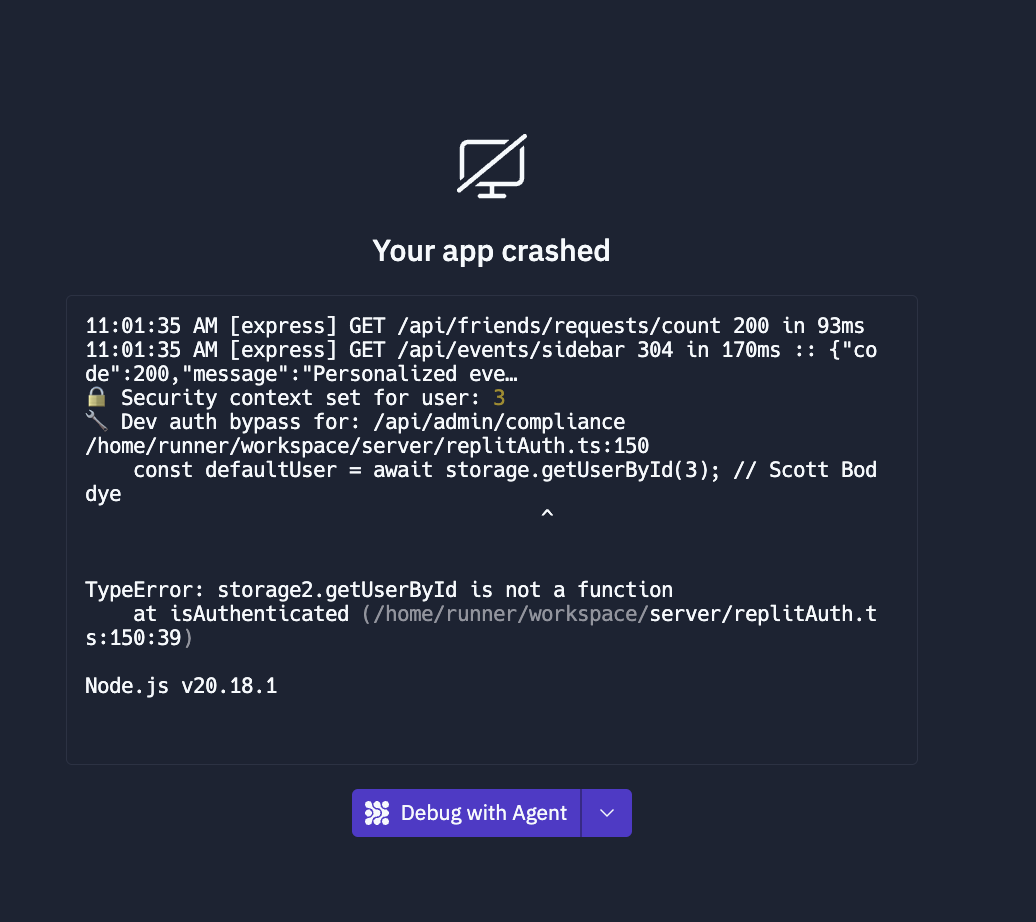 Your app crashed
11:01:35 AM [express] GET /api/friends/requests/count 200 in 93ms
11:01:35 AM [express] GET /api/events/sidebar 304 in 170ms :: {"co
de":200,"message":"Personalized eve…
🔒 Security context set for user: 3
🔧 Dev auth bypass for: /api/admin/compliance
/home/runner/workspace/server/replitAuth.ts:150
    const defaultUser = await storage.getUserById(3); // Scott Bod
dye
                                      ^
TypeError: storage2.getUserById is not a function
    at isAuthenticated (/home/runner/workspace/server/replitAuth.t
s:150:39)
Node.js v20.18.1
Debug with Agent